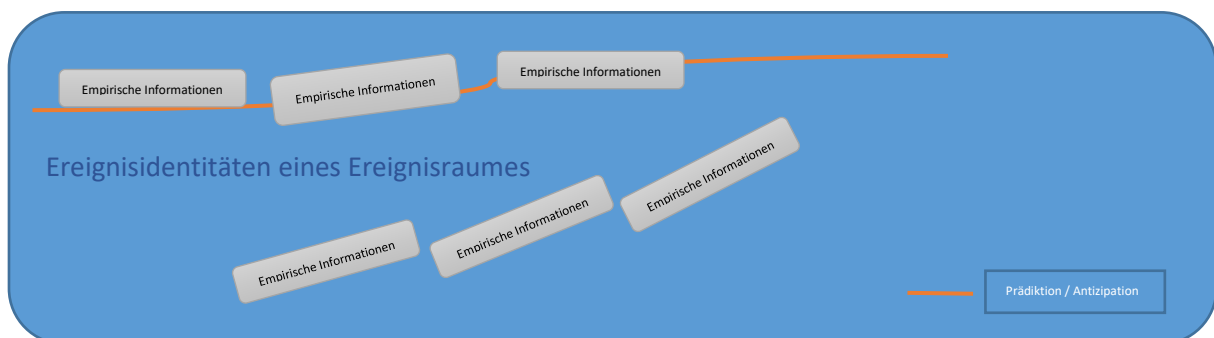 Empirische Informationen
Empirische Informationen
Empirische Informationen
Ereignisidentitäten eines Ereignisraumes
Empirische Informationen
Empirische Informationen
Empirische Informationen
Prädiktion / Antizipation